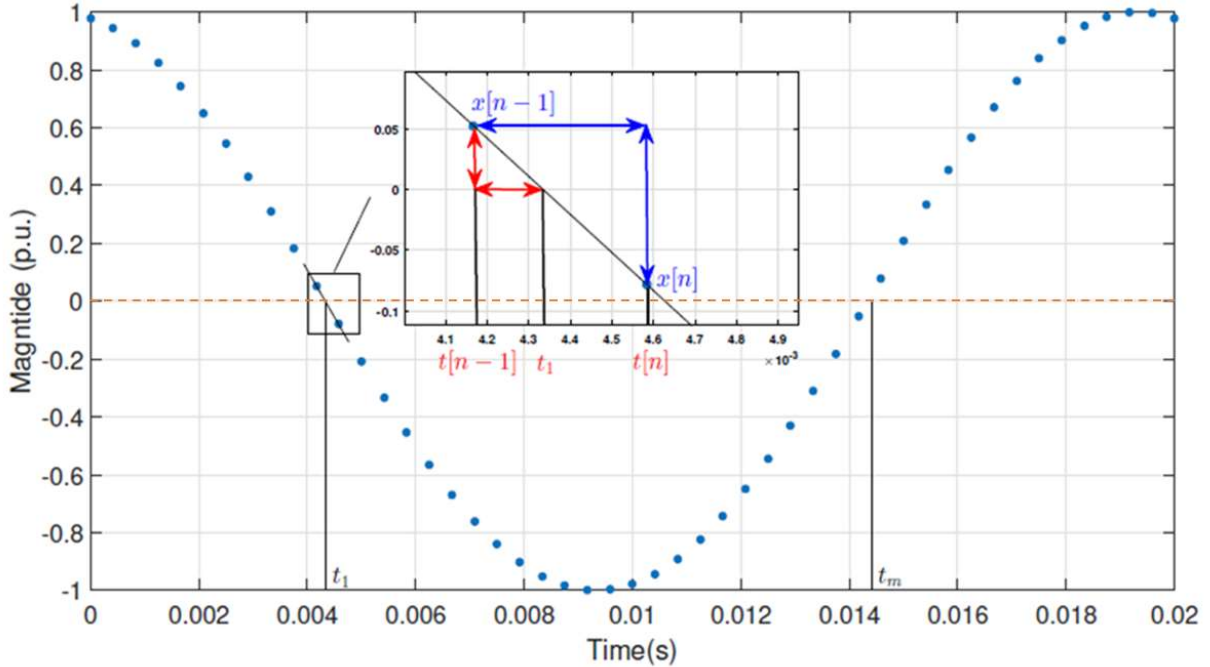 1
0.8
0.6
0.4
0.2
0
-0.2
-0.4
-0.6
-0.8
-1
Magntide (p.u.)
x[n − 1]
0.05
0
-0.05
-0.1
x[n]
4.1 4.2 4.3 4.4 4.5 4.6 4.7 4.8 4.9
×10⁻³
t[n − 1] t₁ t[n]
t₁ tₘ
0 0.002 0.004 0.006 0.008 0.01 0.012 0.014 0.016 0.018 0.02
Time(s)